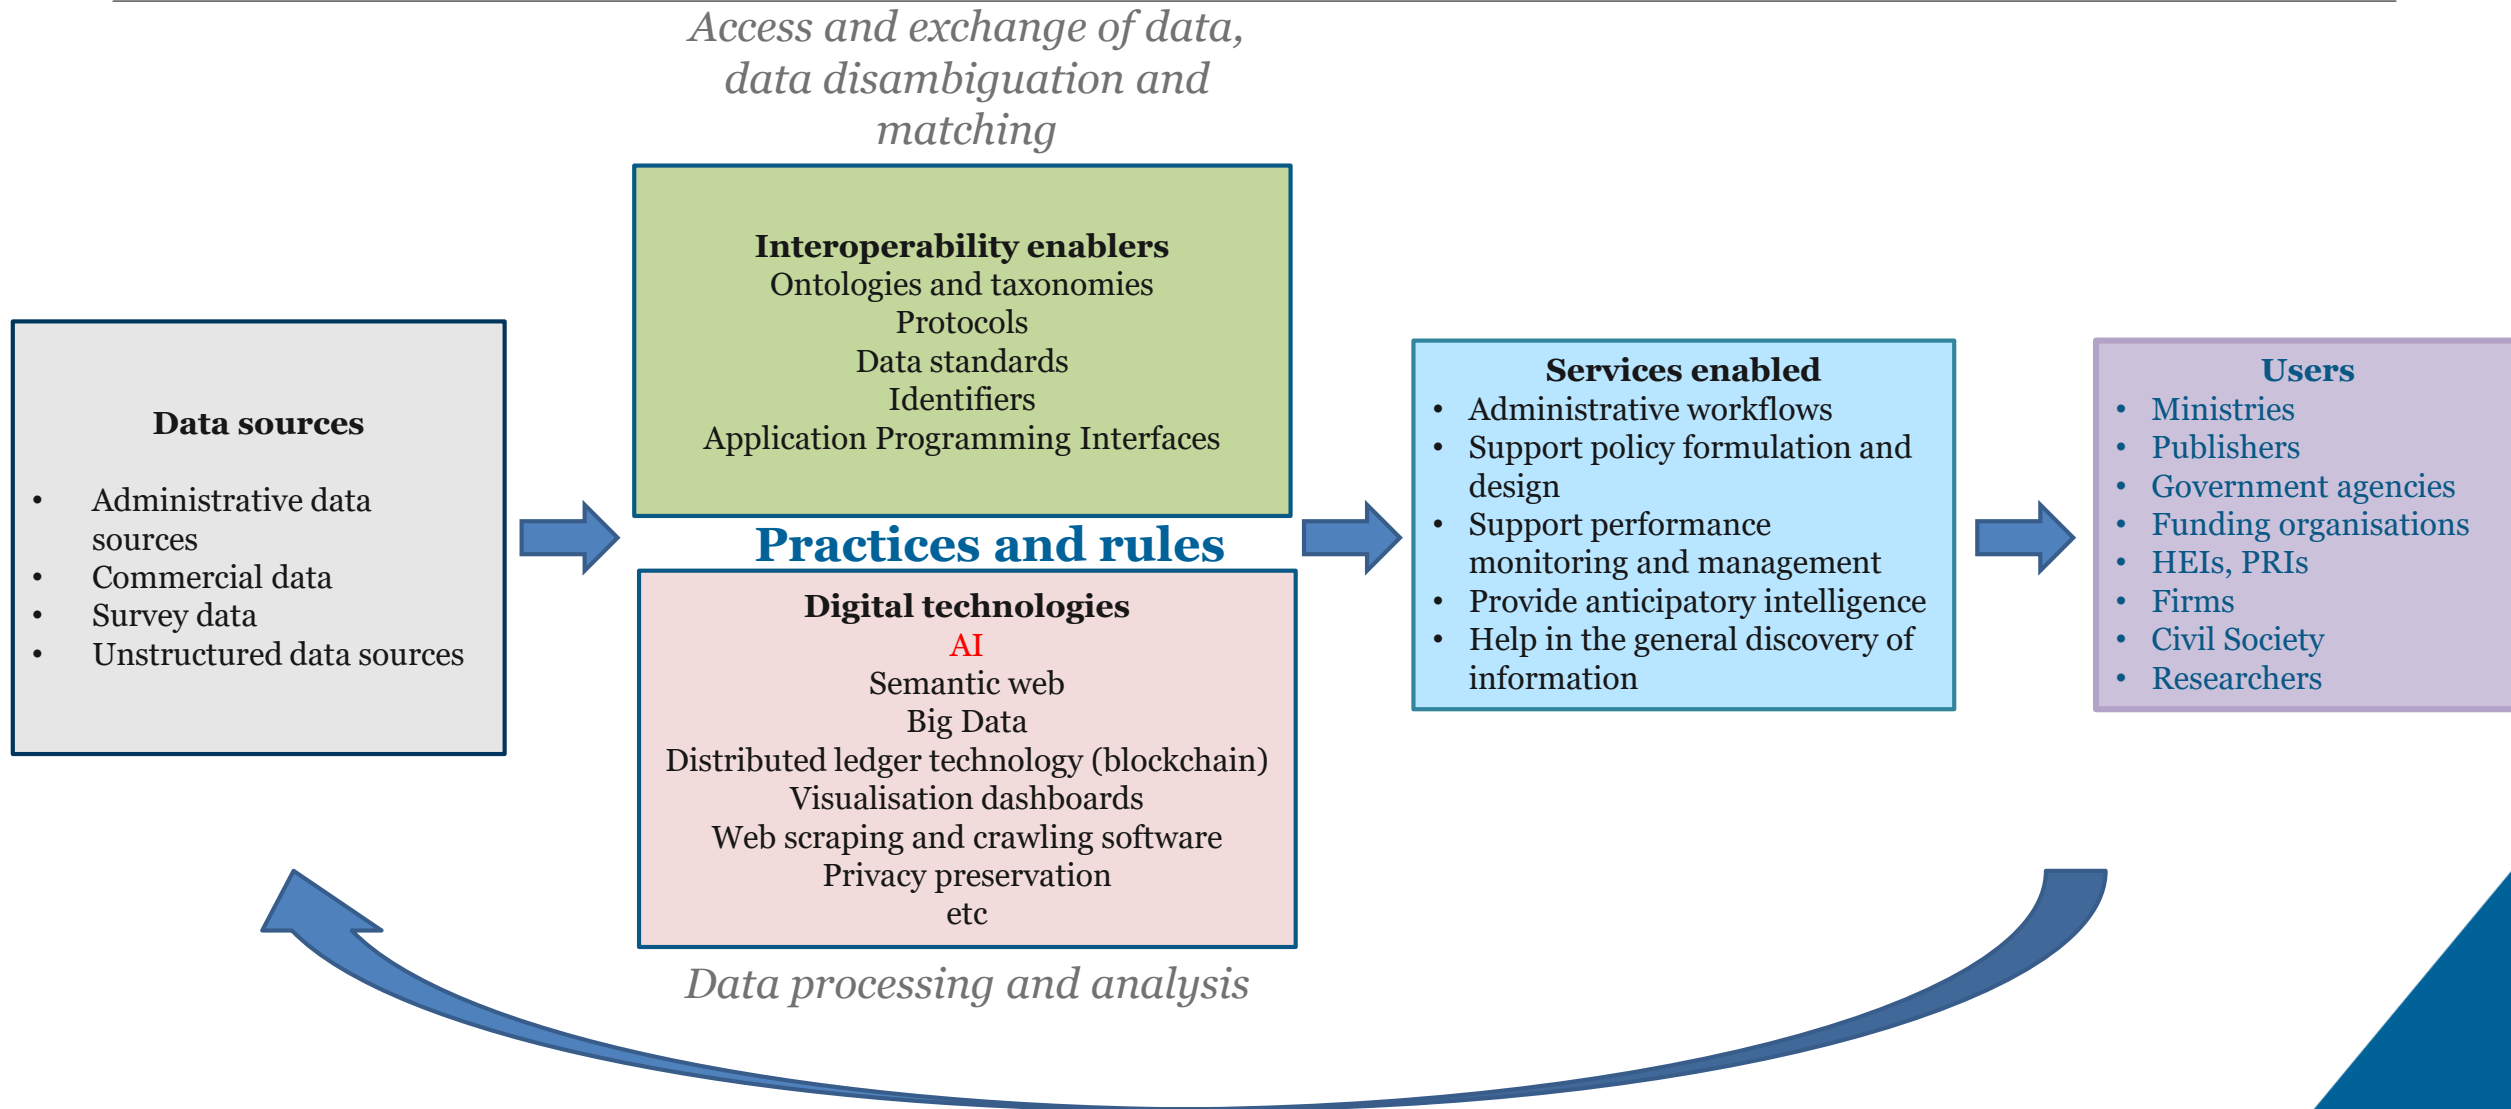 Access and exchange of data,
data disambiguation and
matching
Interoperability enablers
Ontologies and taxonomies
Protocols
Data standards
Identifiers
Application Programming Interfaces
Data sources
• Administrative data
sources
• Commercial data
• Survey data
• Unstructured data sources
Practices and rules
Digital technologies
AI
Semantic web
Big Data
Distributed ledger technology (blockchain)
Visualisation dashboards
Web scraping and crawling software
Privacy preservation
etc
Data processing and analysis
Services enabled
• Administrative workflows
• Support policy formulation and
design
• Support performance
monitoring and management
• Provide anticipatory intelligence
• Help in the general discovery of
information
Users
• Ministries
• Publishers
• Government agencies
• Funding organisations
• HEIs, PRIs
• Firms
• Civil Society
• Researchers